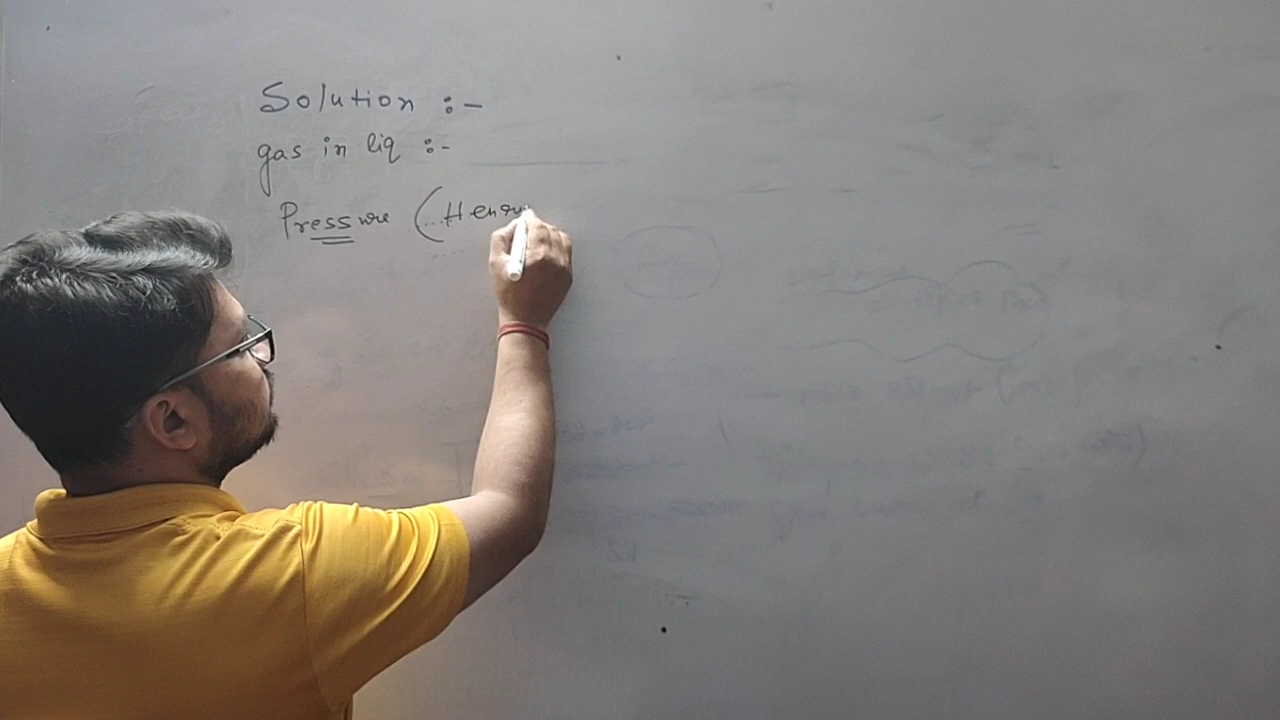 Solution :-
gas in liq :-
Pressure (Henry